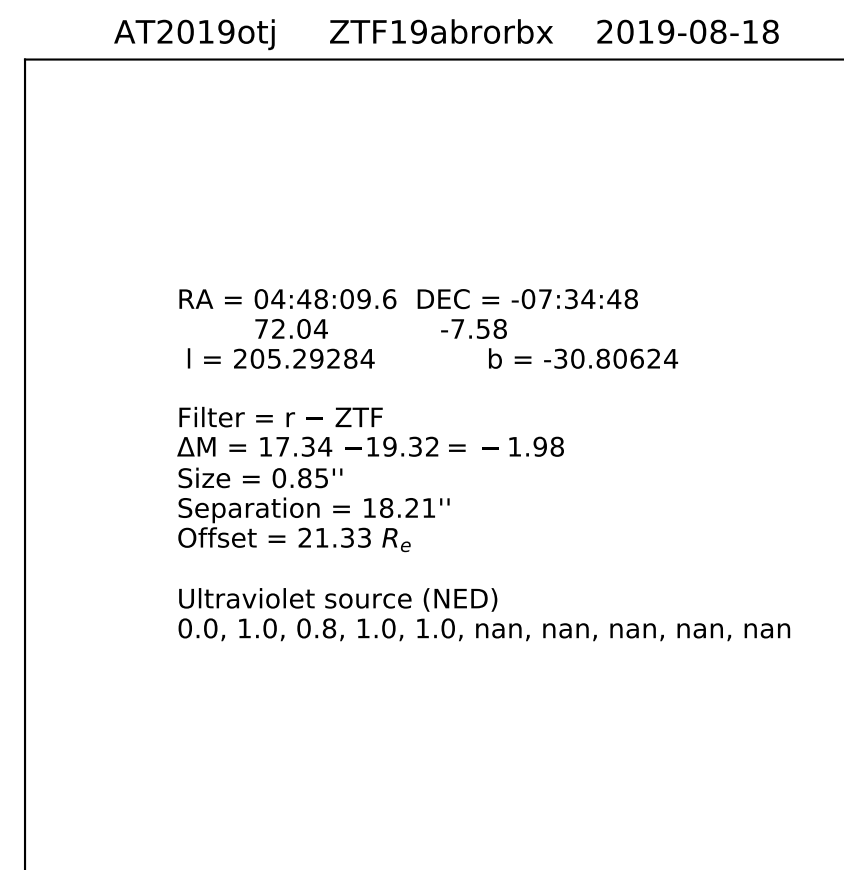 AT2019otj ZTF19abrorbx 2019-08-18
RA = 04:48:09.6 DEC = -07:34:48
72.04 -7.58
l = 205.29284 b = -30.80624
Filter = r − ZTF
ΔM = 17.34 −19.32 = − 1.98
Size = 0.85''
Separation = 18.21''
Offset = 21.33 Rₑ
Ultraviolet source (NED)
0.0, 1.0, 0.8, 1.0, 1.0, nan, nan, nan, nan, nan